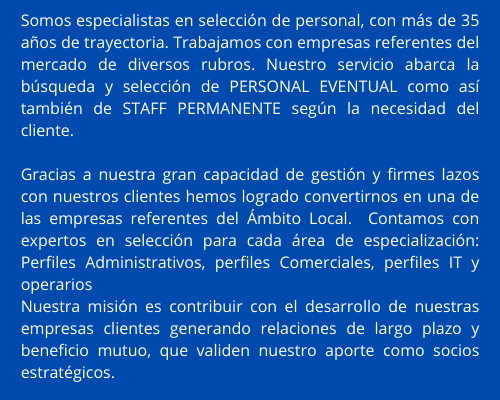 Somos especialistas en selección de personal, con más de 35
años de trayectoria. Trabajamos con empresas referentes del
mercado de diversos rubros. Nuestro servicio abarca la
búsqueda y selección de PERSONAL EVENTUAL como así
también de STAFF PERMANENTE según la necesidad del
cliente.

Gracias a nuestra gran capacidad de gestión y firmes lazos
con nuestros clientes hemos logrado convertirnos en una de
las empresas referentes del Ámbito Local. Contamos con
expertos en selección para cada área de especialización:
Perfiles Administrativos, perfiles Comerciales, perfiles IT y
operarios
Nuestra misión es contribuir con el desarrollo de nuestras
empresas clientes generando relaciones de largo plazo y
beneficio mutuo, que validen nuestro aporte como socios
estratégicos.